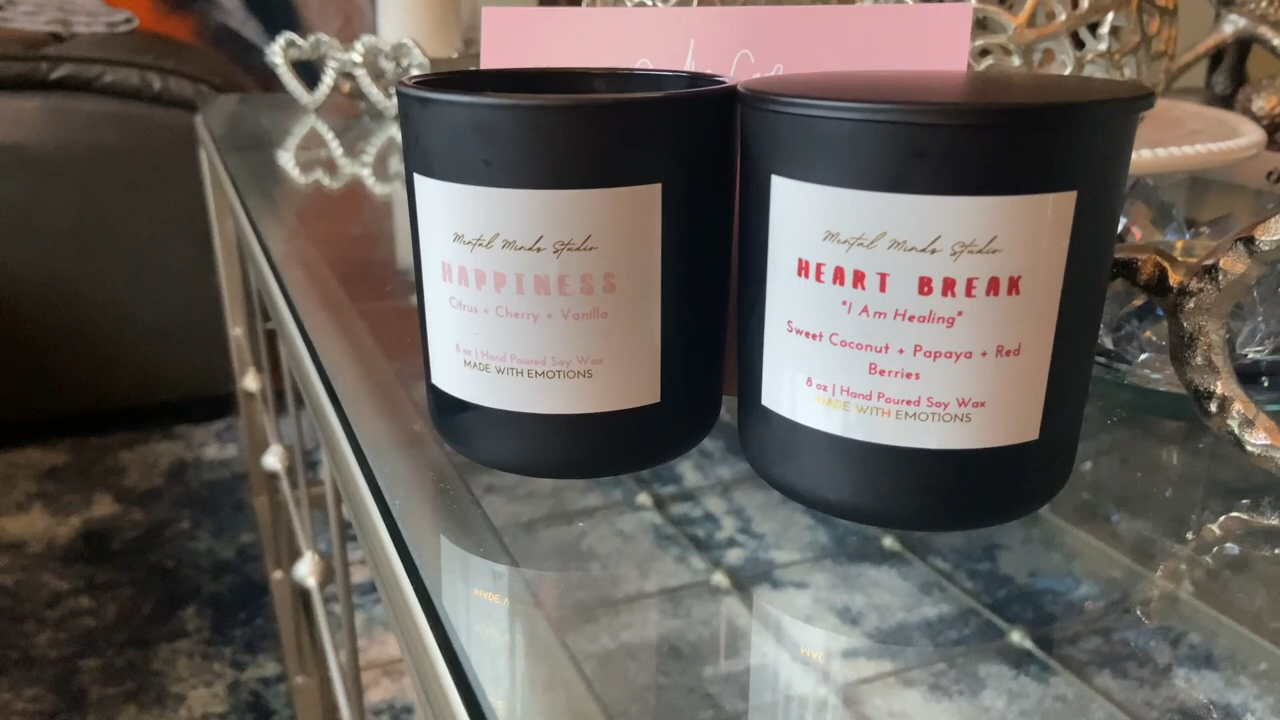 Mental Minds Studio
HAPPINESS
Citrus + Cherry + Vanilla
8 oz | Hand Poured Soy Wax
MADE WITH EMOTIONS
Mental Minds Studio
HEART BREAK
"I Am Healing"
Sweet Coconut + Papaya + Red
Berries
8 oz | Hand Poured Soy Wax
MADE WITH EMOTIONS